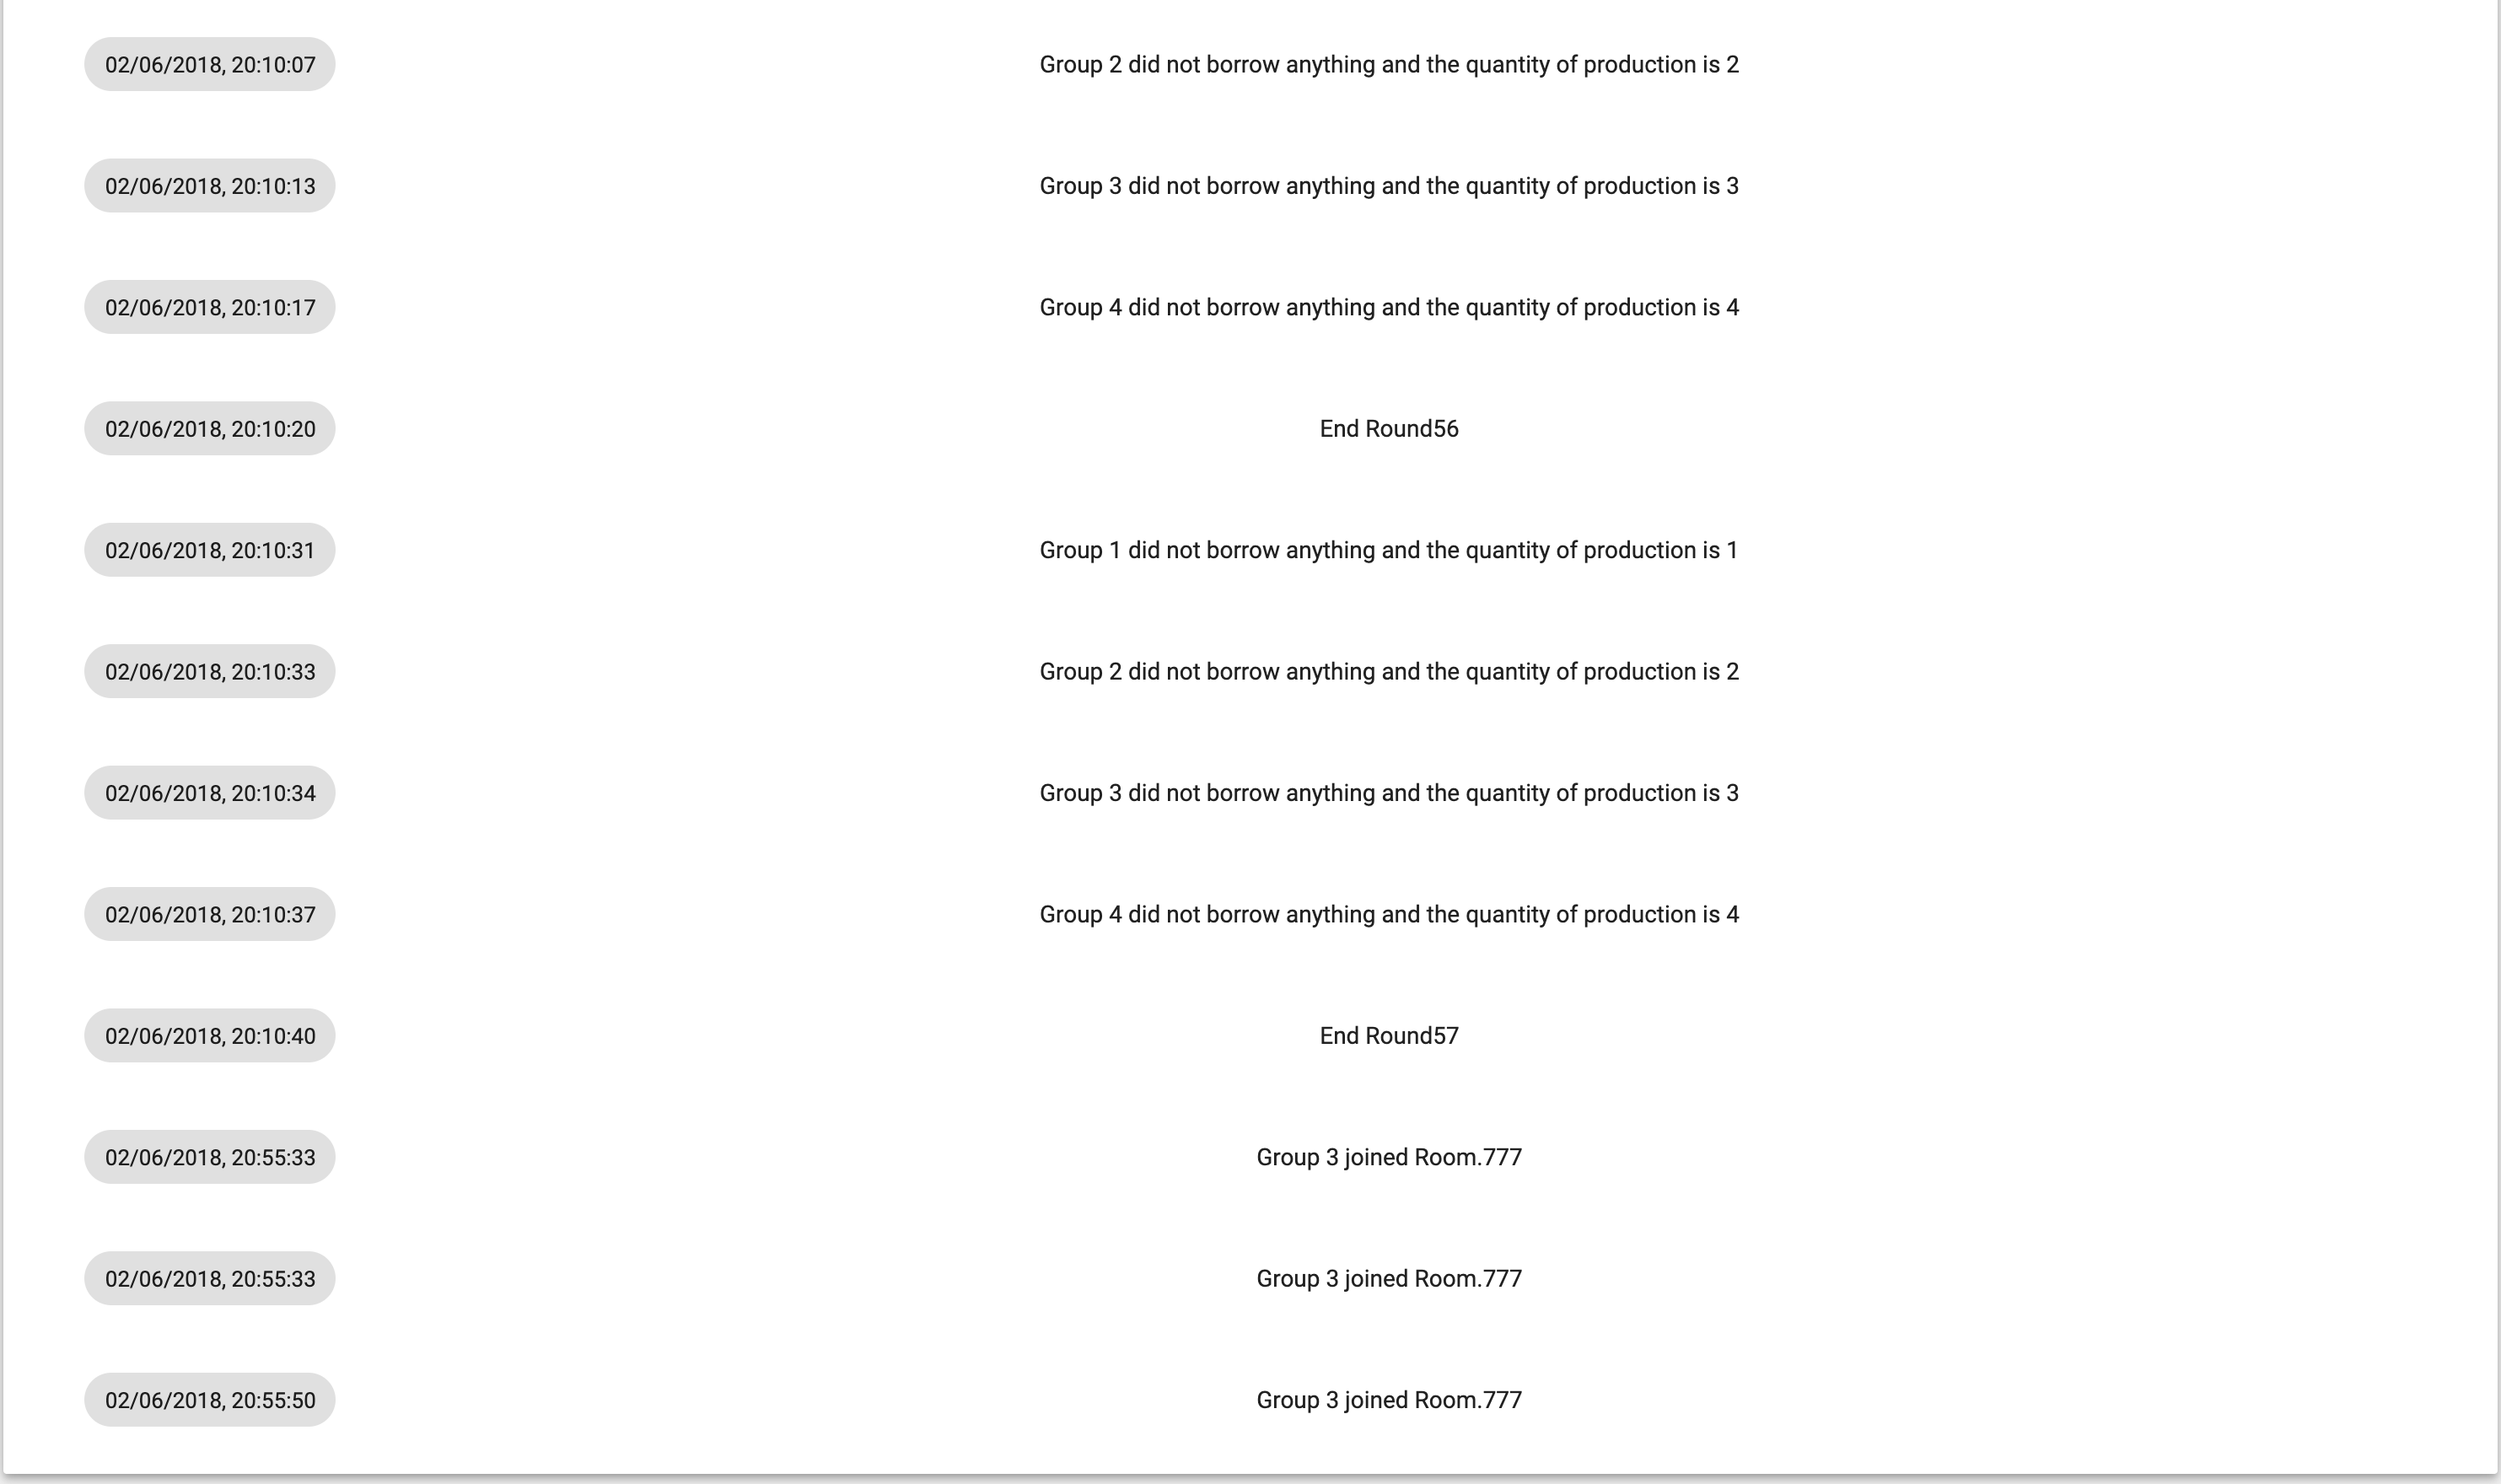 02/06/2018, 20:10:07 Group 2 did not borrow anything and the quantity of production is 2
02/06/2018, 20:10:13 Group 3 did not borrow anything and the quantity of production is 3
02/06/2018, 20:10:17 Group 4 did not borrow anything and the quantity of production is 4
02/06/2018, 20:10:20 End Round56
02/06/2018, 20:10:31 Group 1 did not borrow anything and the quantity of production is 1
02/06/2018, 20:10:33 Group 2 did not borrow anything and the quantity of production is 2
02/06/2018, 20:10:34 Group 3 did not borrow anything and the quantity of production is 3
02/06/2018, 20:10:37 Group 4 did not borrow anything and the quantity of production is 4
02/06/2018, 20:10:40 End Round57
02/06/2018, 20:55:33 Group 3 joined Room.777
02/06/2018, 20:55:33 Group 3 joined Room.777
02/06/2018, 20:55:50 Group 3 joined Room.777